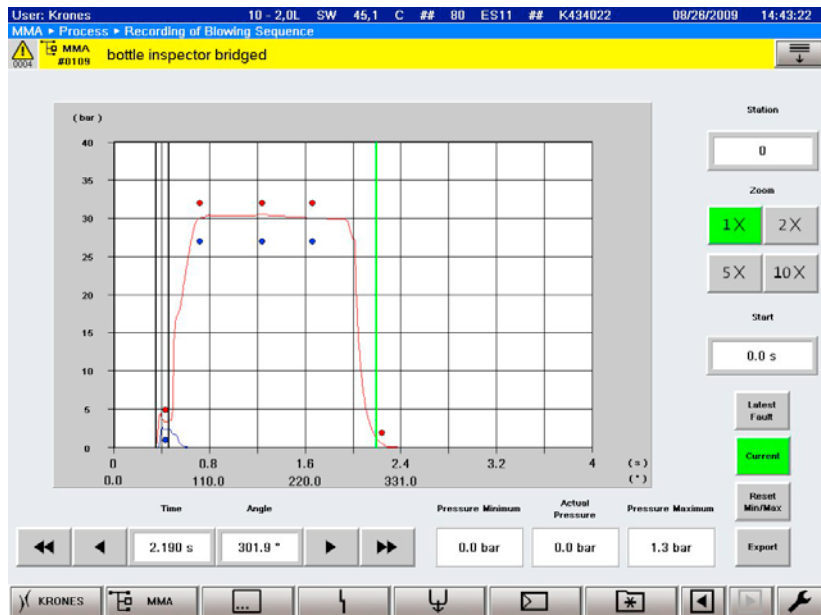 User: Krones 10 - 2,0L SW 45,1 C ## 80 ES11 ## K434022 08/26/2009 14:43:22
MMA ▸ Process ▸ Recording of Blowing Sequence
0004 MMA #0109 bottle inspector bridged
(bar)
40
35
30
25
20
15
10
5
0
0 0.8 1.6 2.4 3.2 4 (s)
0.0 110.0 220.0 331.0 (°)
Station
0
Zoom
1X 2X
5X 10X
Start
0.0 s
Latest
Fault
Current
Reset
Min/Max
Export
Time Angle Pressure Minimum Actual Pressure Pressure Maximum
2.190 s 301.9 ° 0.0 bar 0.0 bar 1.3 bar
KRONES MMA ...